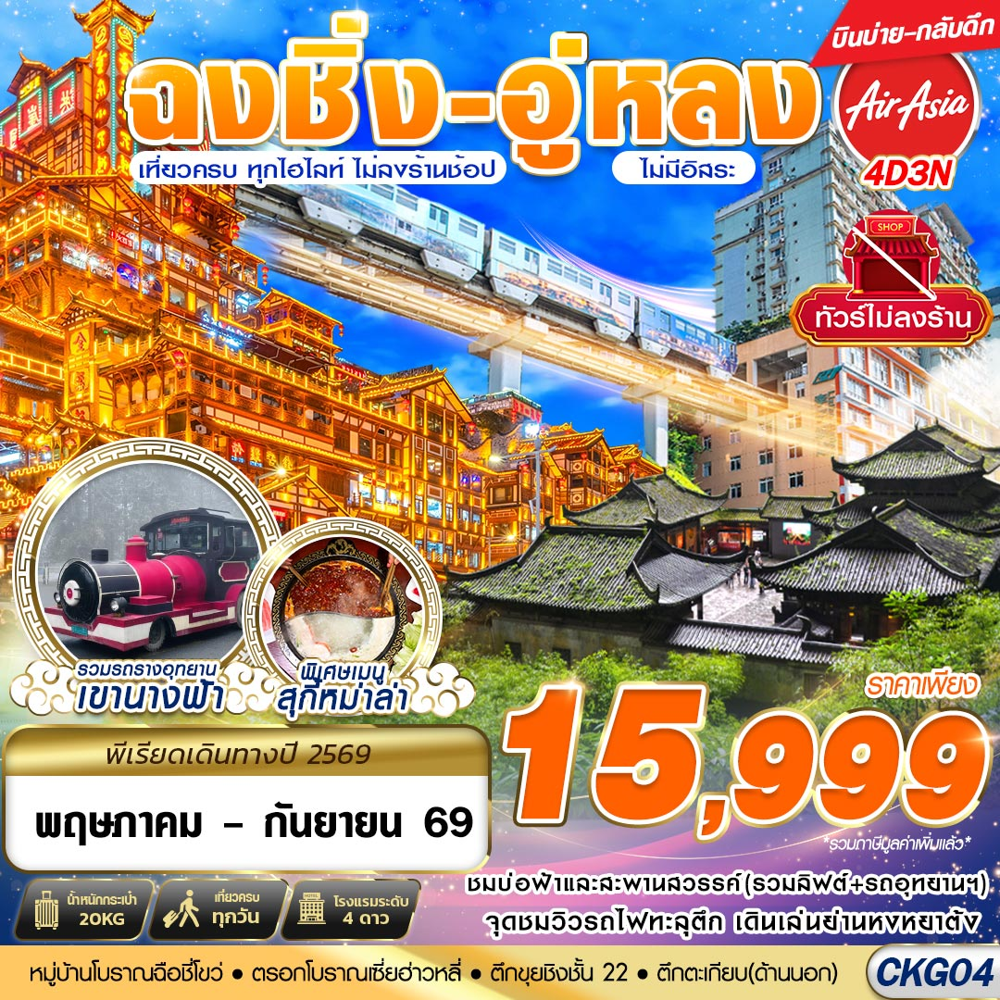 บินบ่าย-กลับดึก
ฉงชิ่ง-อู่หลง
AirAsia
เที่ยวครบ ทุกไฮไลท์ ไม่ลงร้านช้อป
ไม่มีอิสระ
4D3N
SHOP
ทัวร์ไม่ลงร้าน
รวมรถรางอุทยาน
เขานางฟ้า
พิเศษเมนู
สุกี้หม่าล่า
ราคาเพียง
15,999
*รวมภาษีมูลค่าเพิ่มแล้ว*
พีเรียดเดินทางปี 2569
พฤษภาคม - กันยายน 69
น้ำหนักกระเป๋า
20KG
เที่ยวครบ
ทุกวัน
โรงแรมระดับ
4 ดาว
ชมบ่อฟ้าและสะพานสวรรค์(รวมลิฟต์+รถอุทยานฯ)
จุดชมวิวรถไฟทะลุตึก เดินเล่นย่านหงหยาต้ง
หมู่บ้านโบราณฉือชี่โขว่ ● ตรอกโบราณเซี่ยฮ่าวหลี่ ● ตึกขุยชิงชั้น 22 ● ตึกตะเกียบ(ด้านนอก)
CKG04